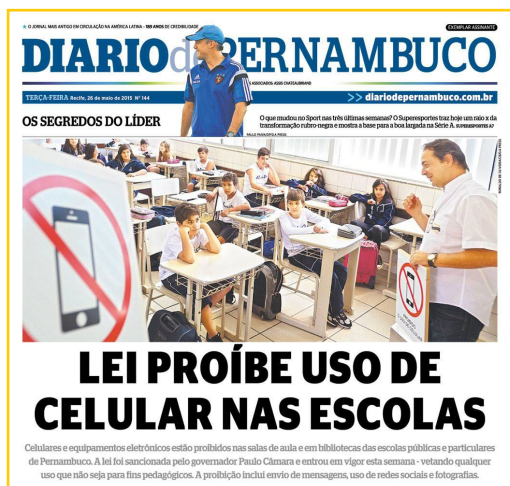 ★ O JORNAL MAIS ANTIGO EM CIRCULAÇÃO NA AMÉRICA LATINA - 189 ANOS DE CREDIBILIDADE
EXEMPLAR ASSINANTE
DIARIO de PERNAMBUCO
ASSOCIADOS ASSIS CHATEAUBRIAND
TERÇA-FEIRA Recife, 26 de maio de 2015 Nº 144
>> diariodepernambuco.com.br
OS SEGREDOS DO LÍDER
O que mudou no Sport nas três últimas semanas? O Superesportes traz hoje um raio x da
transformação rubro-negra e mostra a base para a boa largada na Série A. SUPERESPORTES A7
LEI PROÍBE USO DE
CELULAR NAS ESCOLAS
Celulares e equipamentos eletrônicos estão proibidos nas salas de aula e em bibliotecas das escolas públicas e particulares
de Pernambuco. A lei foi sancionada pelo governador Paulo Câmara e entrou em vigor esta semana - vetando qualquer
uso que não seja para fins pedagógicos. A proibição inclui envio de mensagens, uso de redes sociais e fotografias.